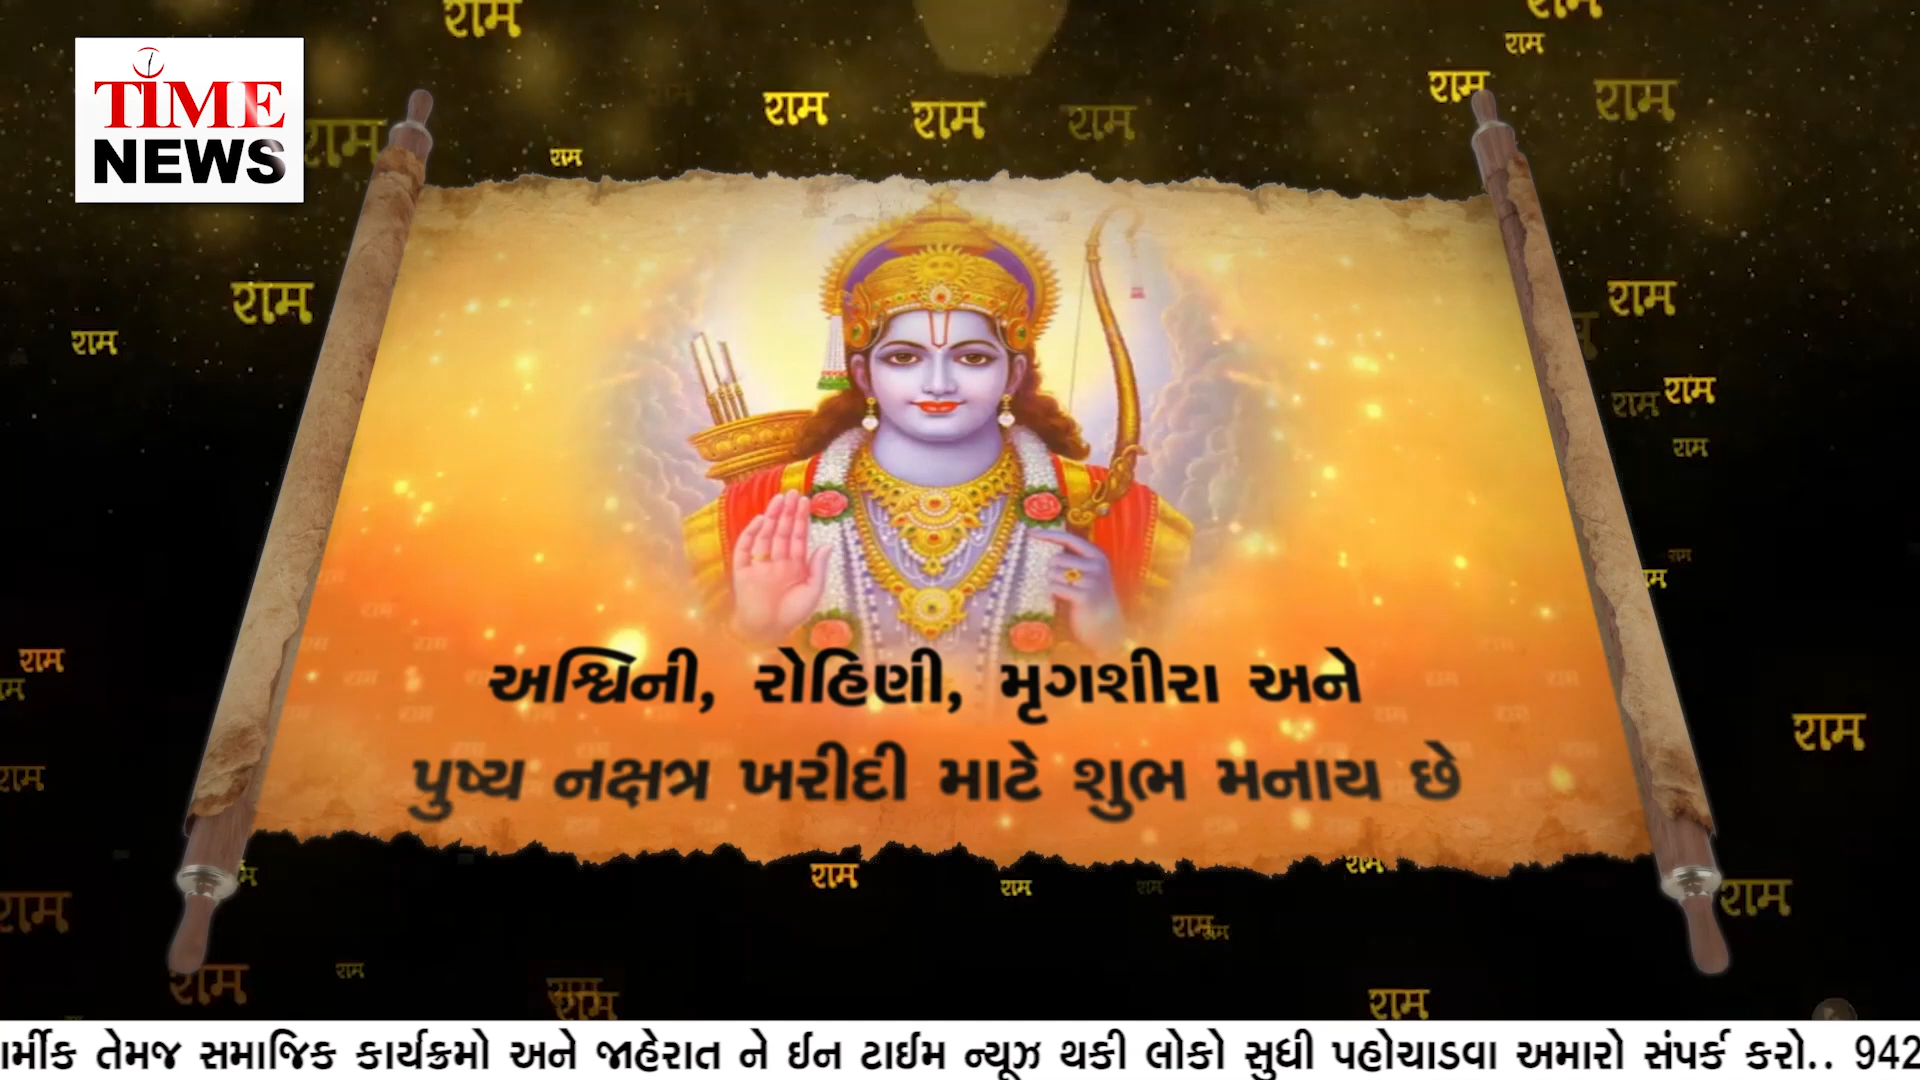 TIME
NEWS
राम राम
राम
राम राम राम राम राम राम
राम
राम राम
राम
राम राम
राम
અશ્વિની, રોહિણી, મૃગશીરા અને
પુષ્ય નક્ષત્ર ખરીદી માટે શુભ મનાય છે
राम
राम
राम
राम राम
राम
राम
राम राम
राम
राम
ર્મીક તેમજ સમાજિક કાર્યક્રમો અને જાહેરાત ને ઈન ટાઈમ ન્યૂઝ થકી લોકો સુધી પહોચાડવા અમારો સંપર્ક કરો.. 942